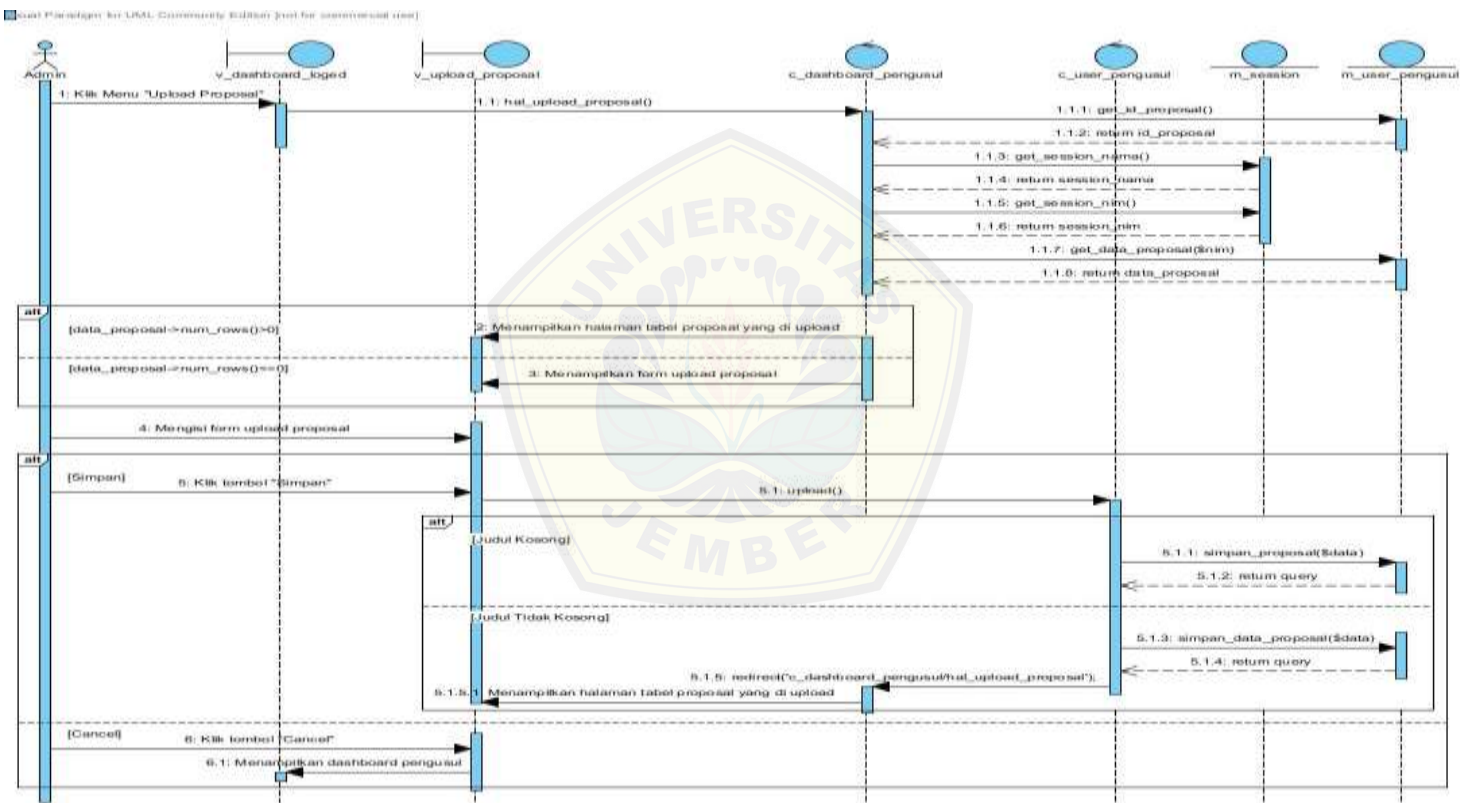 Visual Paradigm for UML Community Edition [not for commercial use]
Admin
v_dashboard_loged
v_upload_proposal
c_dashboard_pengusul
c_user_pengusul
m_session
m_user_pengusul
1: Klik Menu "Upload Proposal"
1.1: hal_upload_proposal()
1.1.1: get_id_proposal()
1.1.2: return id_proposal
1.1.3: get_session_nama()
1.1.4: return session_nama
1.1.5: get_session_nim()
1.1.6: return session_nim
1.1.7: get_data_proposal($nim)
1.1.8: return data_proposal
UNIVERSITAS
JEMBER
alt
[data_proposal->num_rows()>0]
2: Menampilkan halaman tabel proposal yang di upload
[data_proposal->num_rows()==0]
3: Menampilkan form upload proposal
4: Mengisi form upload proposal
alt
[Simpan]
5: Klik tombol "Simpan"
5.1: upload()
alt
[Judul Kosong]
5.1.1: simpan_proposal($data)
5.1.2: return query
[Judul Tidak Kosong]
5.1.3: simpan_data_proposal($data)
5.1.4: return query
5.1.5: redirect("c_dashboard_pengusul/hal_upload_proposal");
5.1.5.1: Menampilkan halaman tabel proposal yang di upload
[Cancel]
6: Klik tombol "Cancel"
6.1: Menampilkan dashboard pengusul